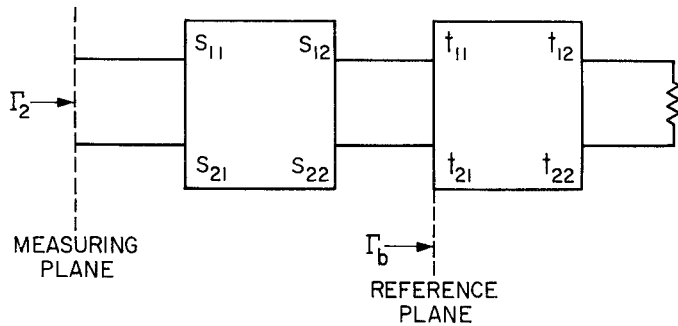 S11 S12
t11 t12
Γ2
S21 S22
t21 t22
MEASURING
PLANE
Γb
REFERENCE
PLANE